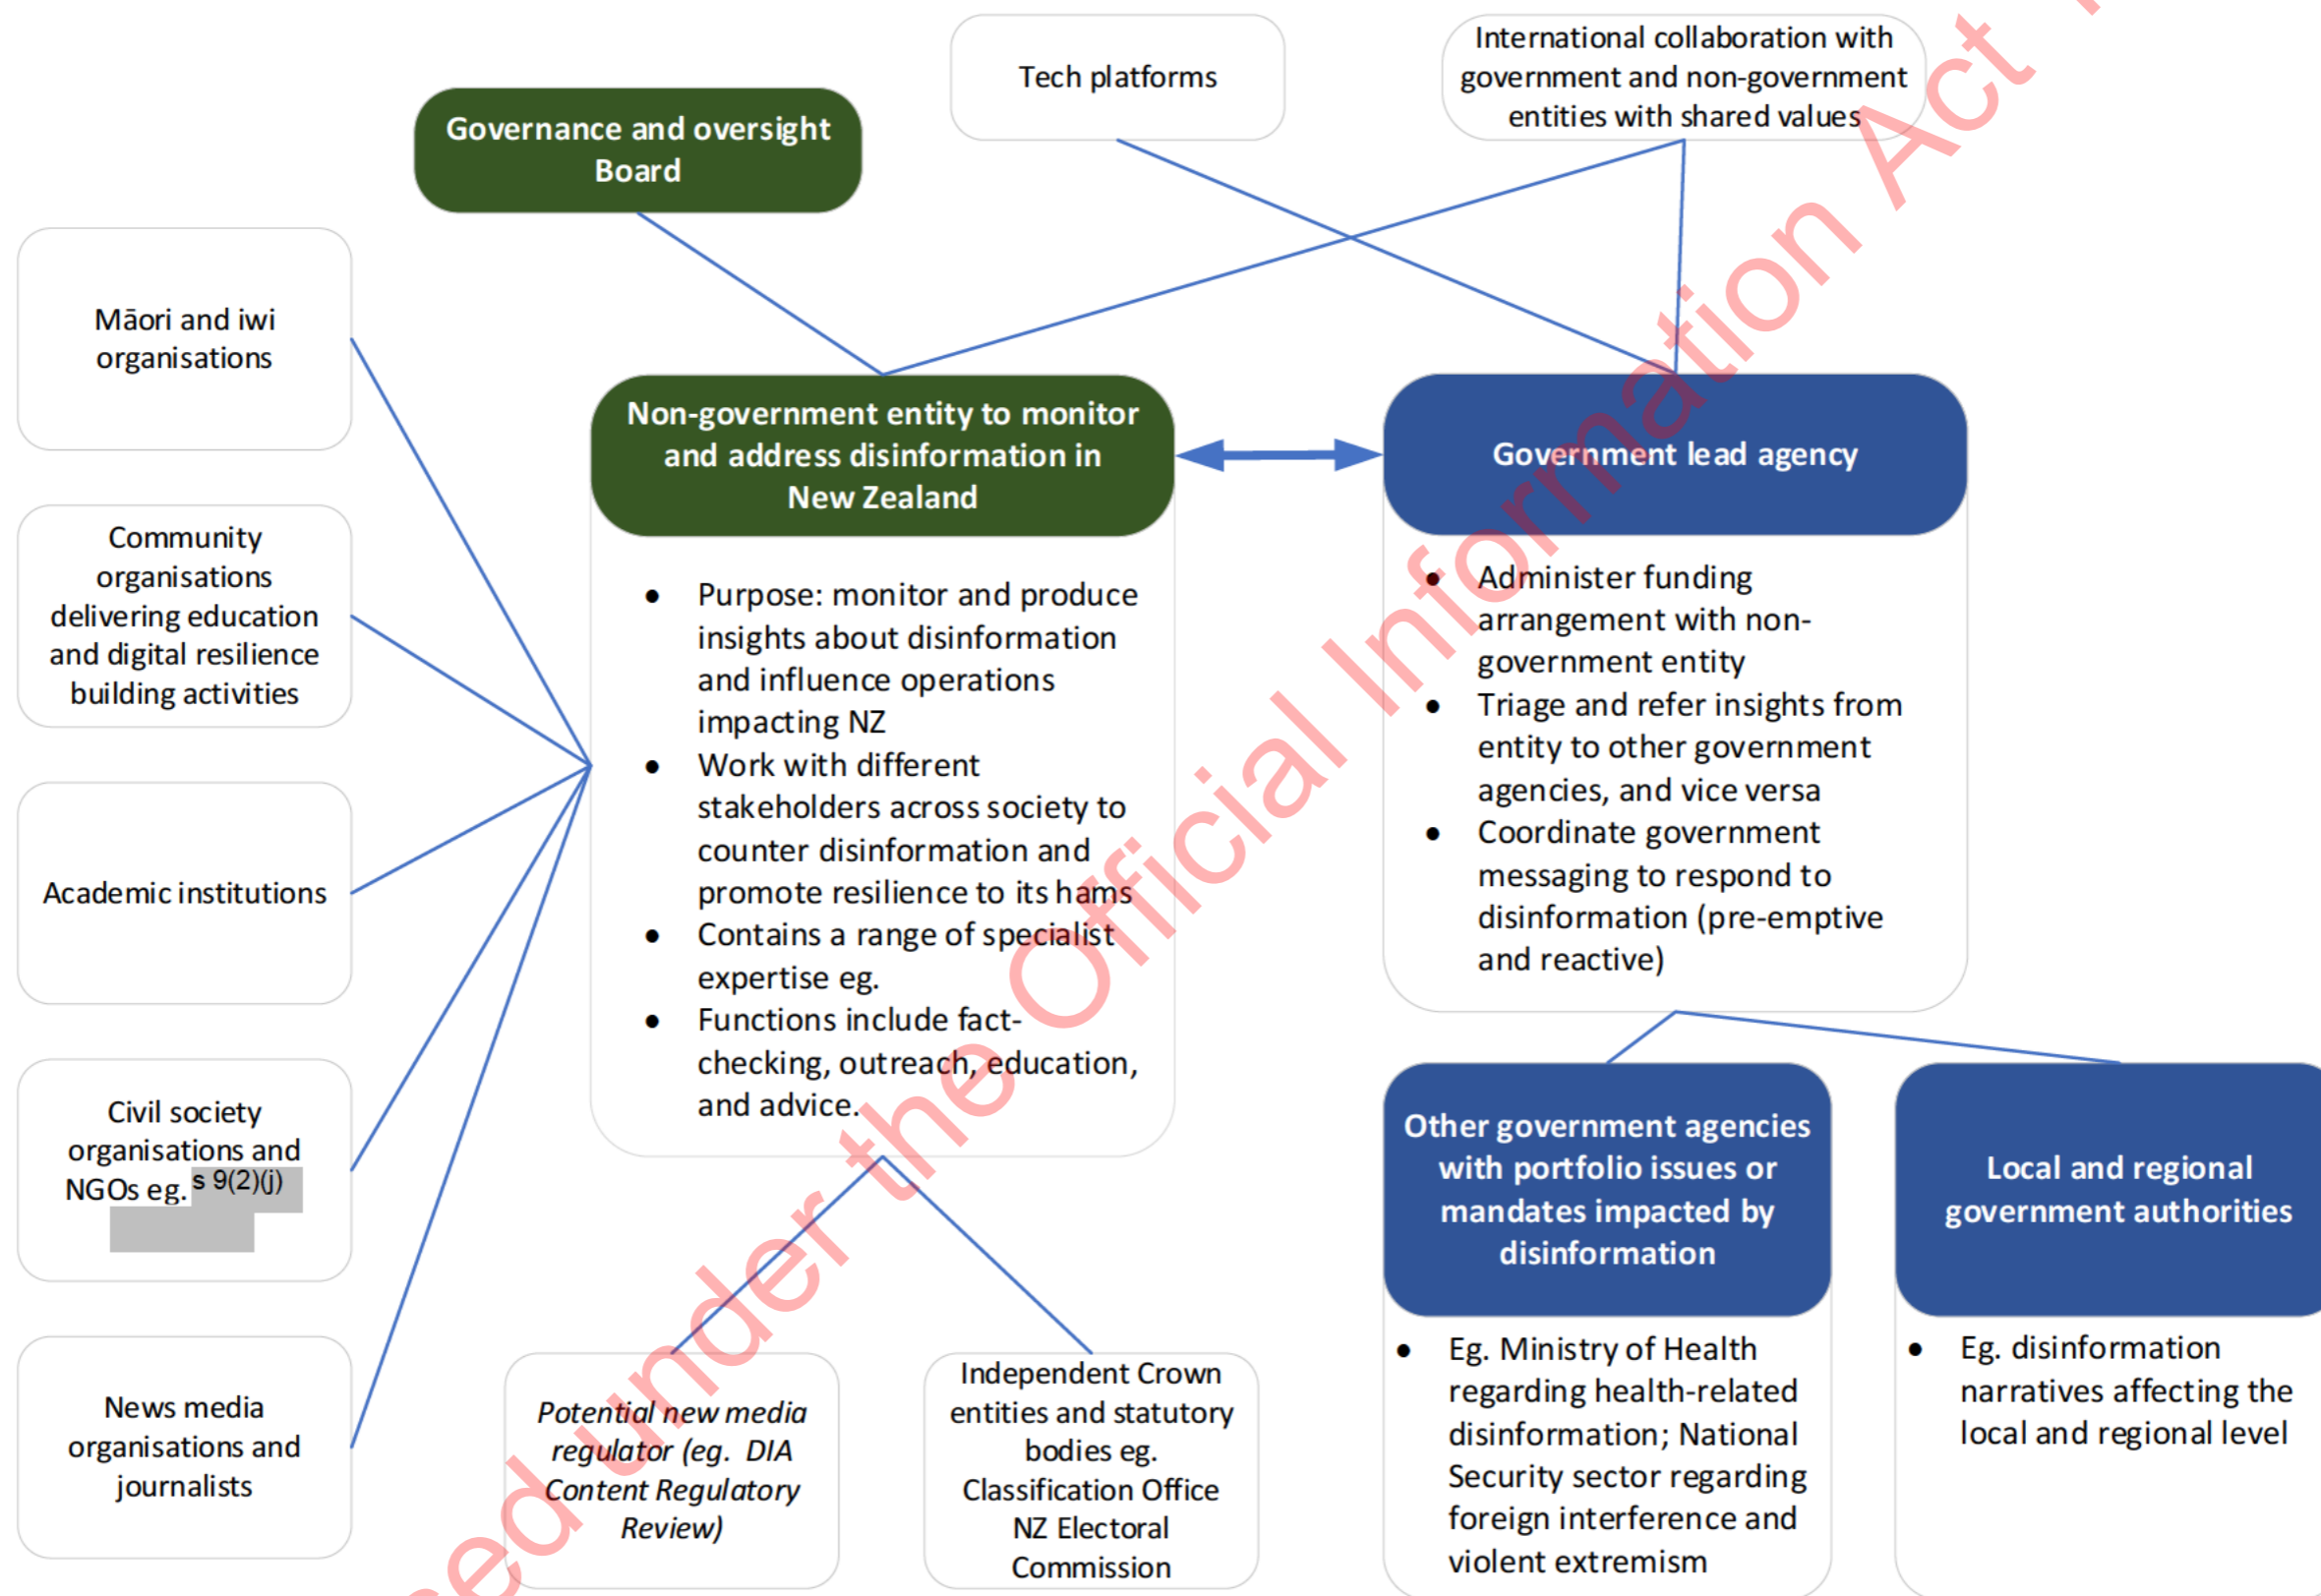 Governance and oversight
Board
Tech platforms
International collaboration with
government and non-government
entities with shared values
Māori and iwi
organisations
Community
organisations
delivering education
and digital resilience
building activities
Academic institutions
Civil society
organisations and
NGOs eg. s 9(2)(j)
News media
organisations and
journalists
Non-government entity to monitor
and address disinformation in
New Zealand
● Purpose: monitor and produce
insights about disinformation
and influence operations
impacting NZ
● Work with different
stakeholders across society to
counter disinformation and
promote resilience to its hams
● Contains a range of specialist
expertise eg.
● Functions include fact-
checking, outreach, education,
and advice.
Government lead agency
● Administer funding
arrangement with non-
government entity
● Triage and refer insights from
entity to other government
agencies, and vice versa
● Coordinate government
messaging to respond to
disinformation (pre-emptive
and reactive)
Potential new media
regulator (eg. DIA
Content Regulatory
Review)
Independent Crown
entities and statutory
bodies eg.
Classification Office
NZ Electoral
Commission
Other government agencies
with portfolio issues or
mandates impacted by
disinformation
● Eg. Ministry of Health
regarding health-related
disinformation; National
Security sector regarding
foreign interference and
violent extremism
Local and regional
government authorities
● Eg. disinformation
narratives affecting the
local and regional level
sed under the Official Information Act